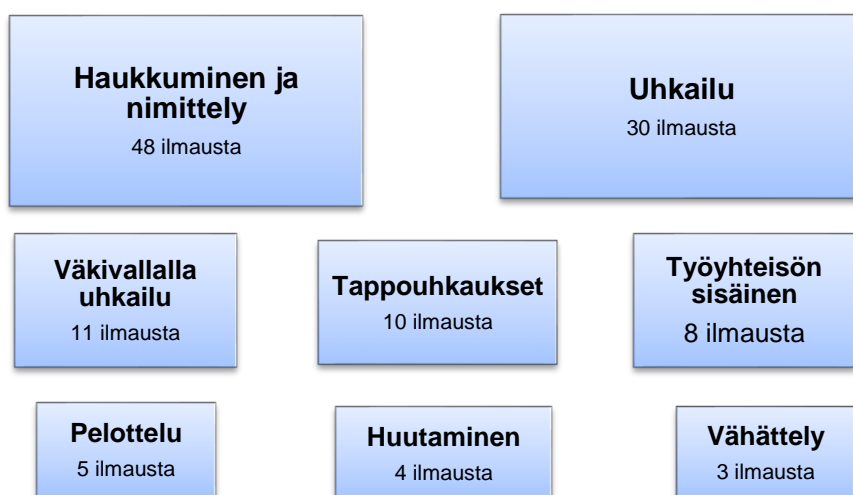 Haukkuminen ja
nimittely
48 ilmausta
Uhkailu
30 ilmausta
Väkivallalla
uhkailu
11 ilmausta
Tappouhkaukset
10 ilmausta
Työyhteisön
sisäinen
8 ilmausta
Pelottelu
5 ilmausta
Huutaminen
4 ilmausta
Vähättely
3 ilmausta